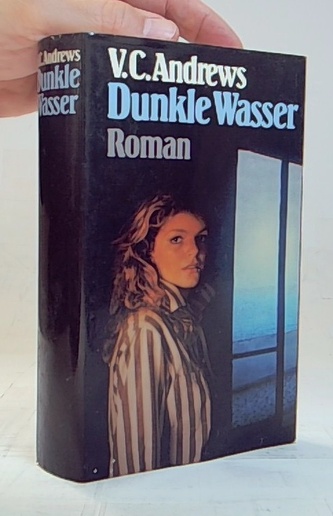 V.C. Andrews
Dunkle
Wasser
V.C. Andrews
Dunkle Wasser
Roman